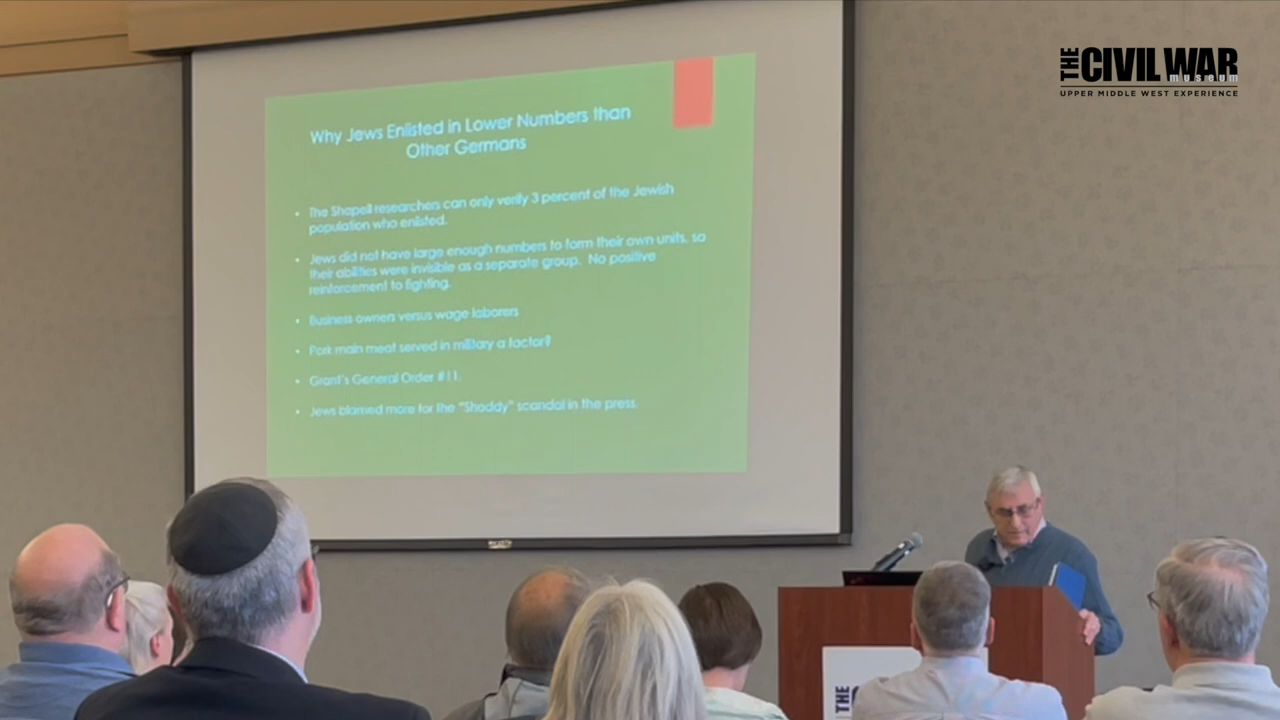 THE CIVIL WAR
museum
UPPER MIDDLE WEST EXPERIENCE
Why Jews Enlisted in Lower Numbers than
Other Germans
• The Shapell researchers can only verify 3 percent of the Jewish
population who enlisted.
• Jews did not have large enough numbers to form their own units, so
their abilities were invisible as a separate group. No positive
reinforcement to fighting.
• Business owners versus wage laborers
• Pork main meat served in military a factor?
• Grant's General Order #11.
• Jews blamed more for the "Shoddy" scandal in the press.
THE